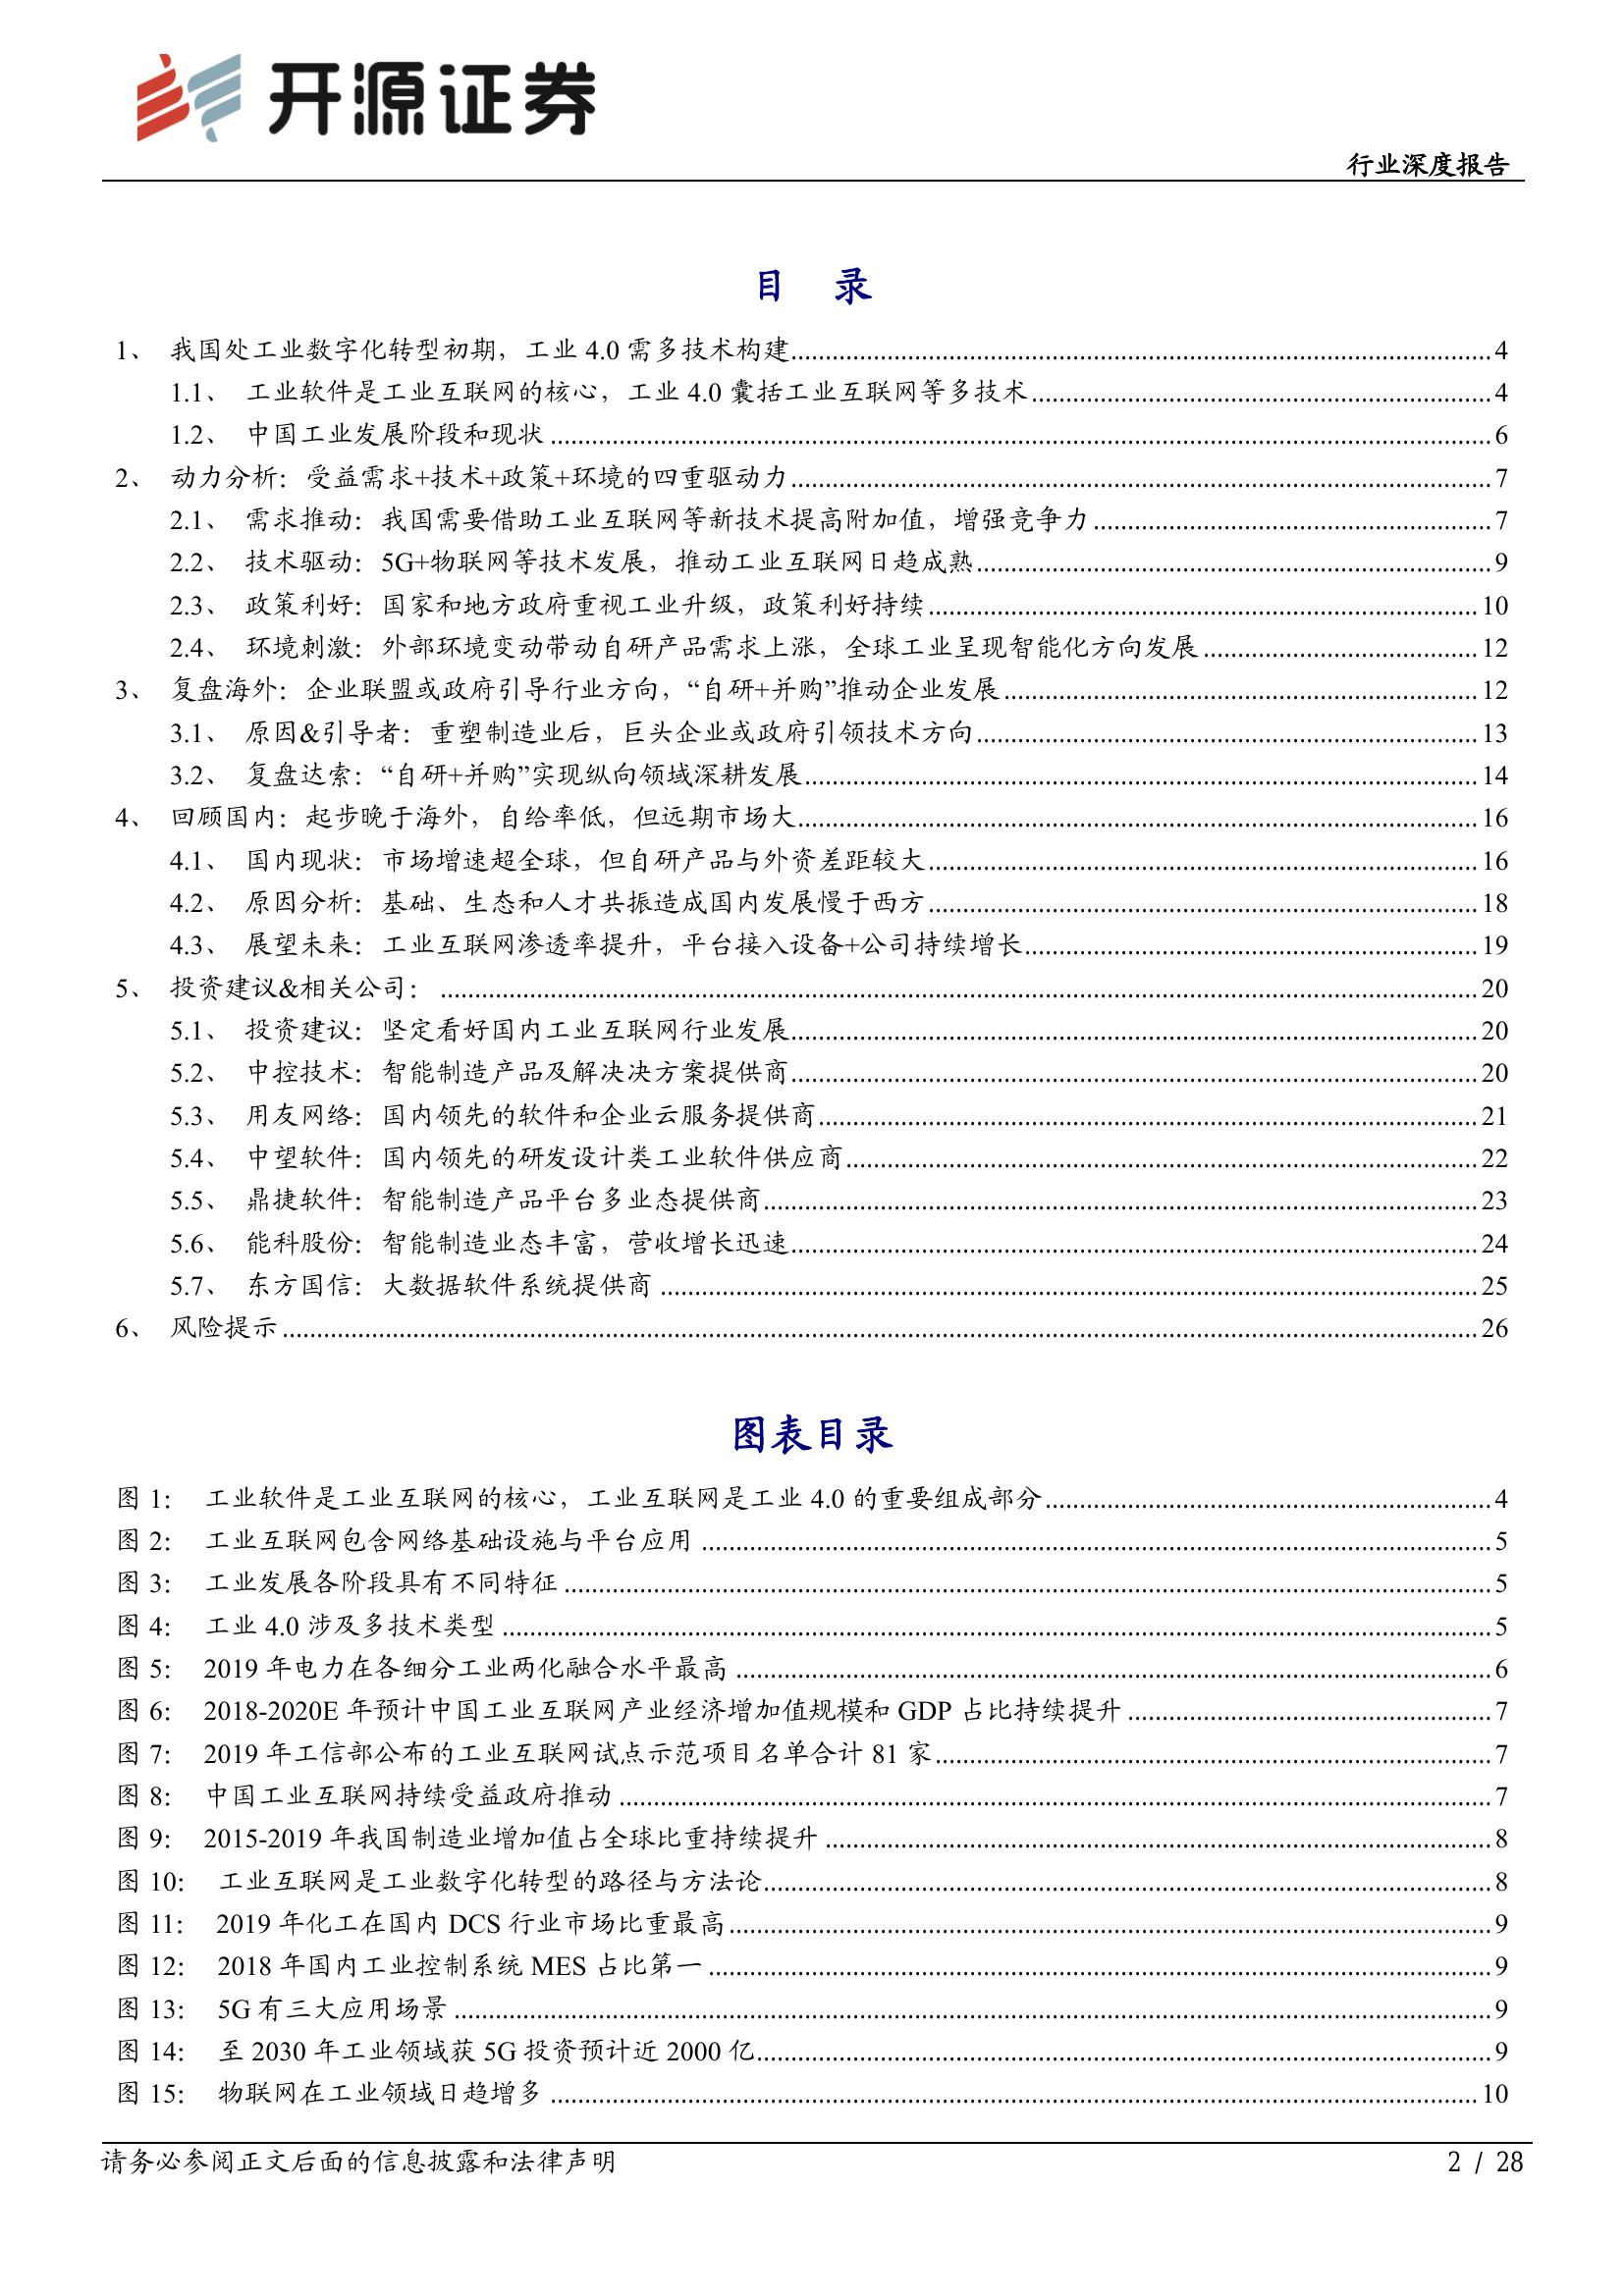 开源证券
行业深度报告
目 录
1、 我国处工业数字化转型初期，工业 4.0 需多技术构建 4
1.1、 工业软件是工业互联网的核心，工业 4.0 囊括工业互联网等多技术 4
1.2、 中国工业发展阶段和现状 6
2、 动力分析：受益需求+技术+政策+环境的四重驱动力 7
2.1、 需求推动：我国需要借助工业互联网等新技术提高附加值，增强竞争力 7
2.2、 技术驱动：5G+物联网等技术发展，推动工业互联网日趋成熟 9
2.3、 政策利好：国家和地方政府重视工业升级，政策利好持续 10
2.4、 环境刺激：外部环境变动带动自研产品需求上涨，全球工业呈现智能化方向发展 12
3、 复盘海外：企业联盟或政府引导行业方向，“自研+并购”推动企业发展 12
3.1、 原因&引导者：重塑制造业后，巨头企业或政府引领技术方向 13
3.2、 复盘达索：“自研+并购”实现纵向领域深耕发展 14
4、 回顾国内：起步晚于海外，自给率低，但远期市场大 16
4.1、 国内现状：市场增速超全球，但自研产品与外资差距较大 16
4.2、 原因分析：基础、生态和人才共振造成国内发展慢于西方 18
4.3、 展望未来：工业互联网渗透率提升，平台接入设备+公司持续增长 19
5、 投资建议&相关公司： 20
5.1、 投资建议：坚定看好国内工业互联网行业发展 20
5.2、 中控技术：智能制造产品及解决决方案提供商 20
5.3、 用友网络：国内领先的软件和企业云服务提供商 21
5.4、 中望软件：国内领先的研发设计类工业软件供应商 22
5.5、 鼎捷软件：智能制造产品平台多业态提供商 23
5.6、 能科股份：智能制造业态丰富，营收增长迅速 24
5.7、 东方国信：大数据软件系统提供商 25
6、 风险提示 26
图表目录
图 1： 工业软件是工业互联网的核心，工业互联网是工业 4.0 的重要组成部分 4
图 2： 工业互联网包含网络基础设施与平台应用 5
图 3： 工业发展各阶段具有不同特征 5
图 4： 工业 4.0 涉及多技术类型 5
图 5： 2019 年电力在各细分工业两化融合水平最高 6
图 6： 2018-2020E 年预计中国工业互联网产业经济增加值规模和 GDP 占比持续提升 7
图 7： 2019 年工信部公布的工业互联网试点示范项目名单合计 81 家 7
图 8： 中国工业互联网持续受益政府推动 7
图 9： 2015-2019 年我国制造业增加值占全球比重持续提升 8
图 10： 工业互联网是工业数字化转型的路径与方法论 8
图 11： 2019 年化工在国内 DCS 行业市场比重最高 9
图 12： 2018 年国内工业控制系统 MES 占比第一 9
图 13： 5G 有三大应用场景 9
图 14： 至 2030 年工业领域获 5G 投资预计近 2000 亿 9
图 15： 物联网在工业领域日趋增多 10
请务必参阅正文后面的信息披露和法律声明 2 / 28